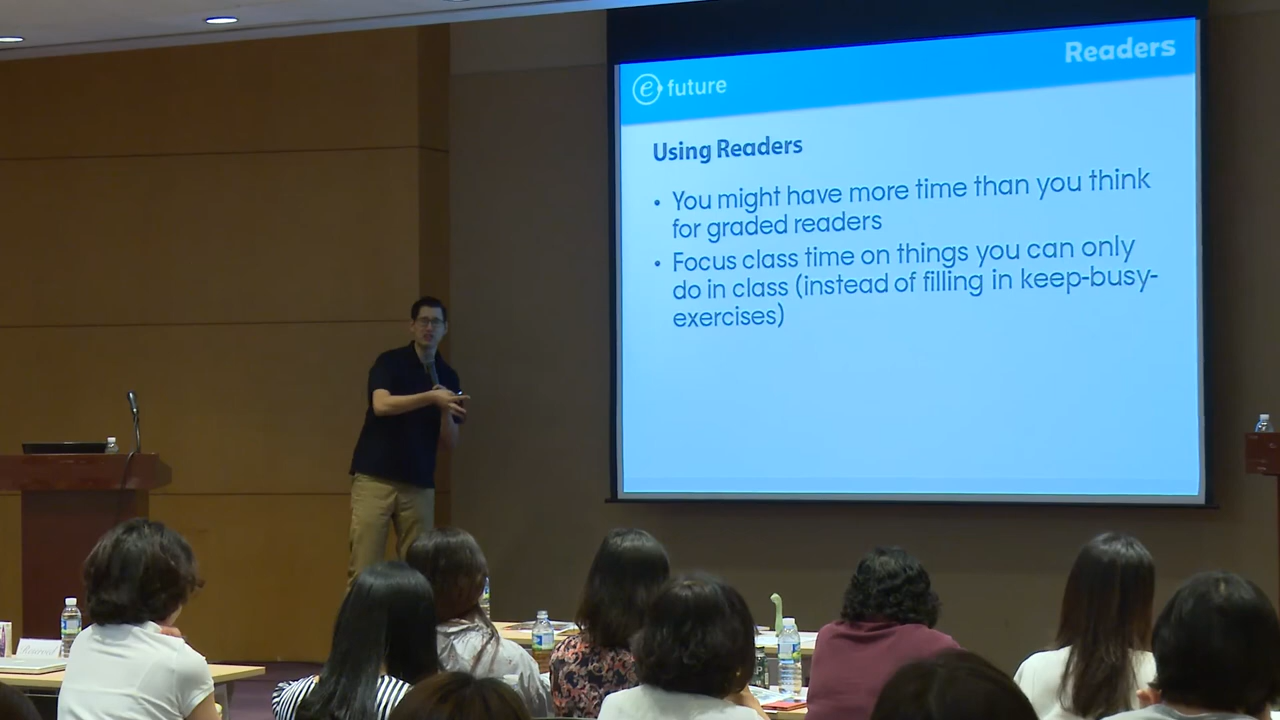 Readers
e future
Using Readers
• You might have more time than you think
for graded readers
• Focus class time on things you can only
do in class (instead of filling in keep-busy-
exercises)
Reserved